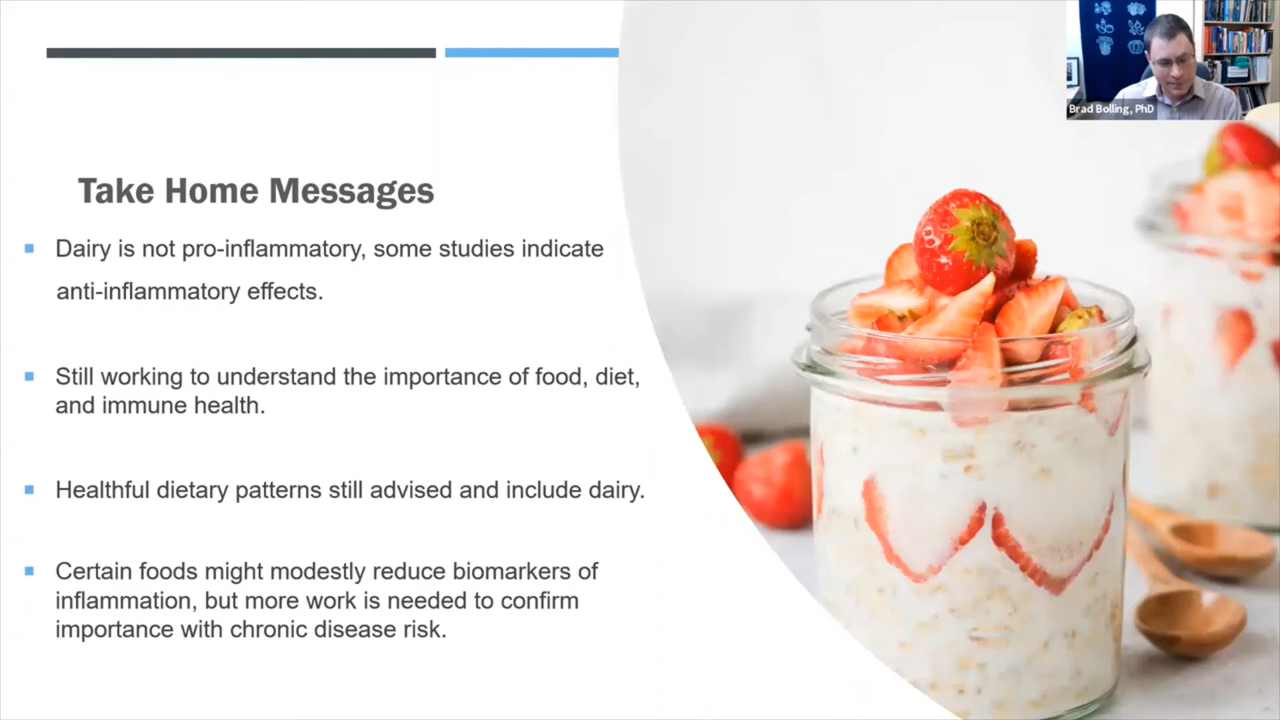 Brad Bolling, PhD
Take Home Messages
Dairy is not pro-inflammatory, some studies indicate
anti-inflammatory effects.
Still working to understand the importance of food, diet,
and immune health.
Healthful dietary patterns still advised and include dairy.
Certain foods might modestly reduce biomarkers of
inflammation, but more work is needed to confirm
importance with chronic disease risk.